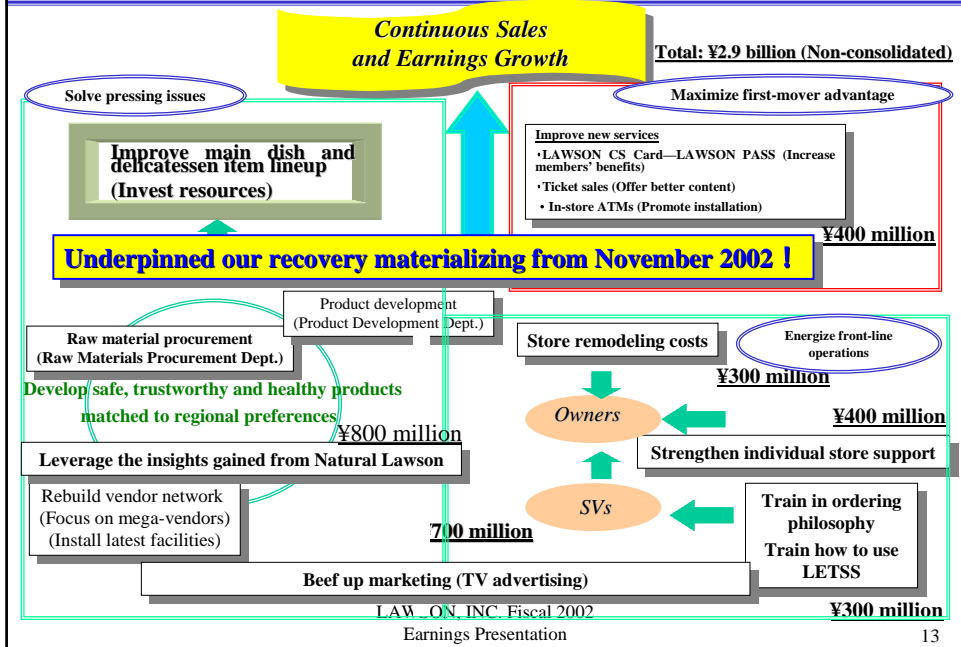 Continuous Sales
and Earnings Growth
Total: ¥2.9 billion (Non-consolidated)
Solve pressing issues
Maximize first-mover advantage
Improve main dish and
delicatessen item lineup
(Invest resources)
Improve new services
・LAWSON CS Card—LAWSON PASS (Increase
members' benefits)
・Ticket sales (Offer better content)
• In-store ATMs (Promote installation)
¥400 million
Underpinned our recovery materializing from November 2002！
Product development
(Product Development Dept.)
Raw material procurement
(Raw Materials Procurement Dept.)
Develop safe, trustworthy and healthy products
matched to regional preferences
¥800 million
Leverage the insights gained from Natural Lawson
Rebuild vendor network
(Focus on mega-vendors)
(Install latest facilities)
Store remodeling costs
Energize front-line
operations
¥300 million
Owners
¥400 million
Strengthen individual store support
SVs
Train in ordering
philosophy
Train how to use
LETSS
¥700 million
Beef up marketing (TV advertising)
¥300 million
LAWSON, INC. Fiscal 2002
Earnings Presentation
13